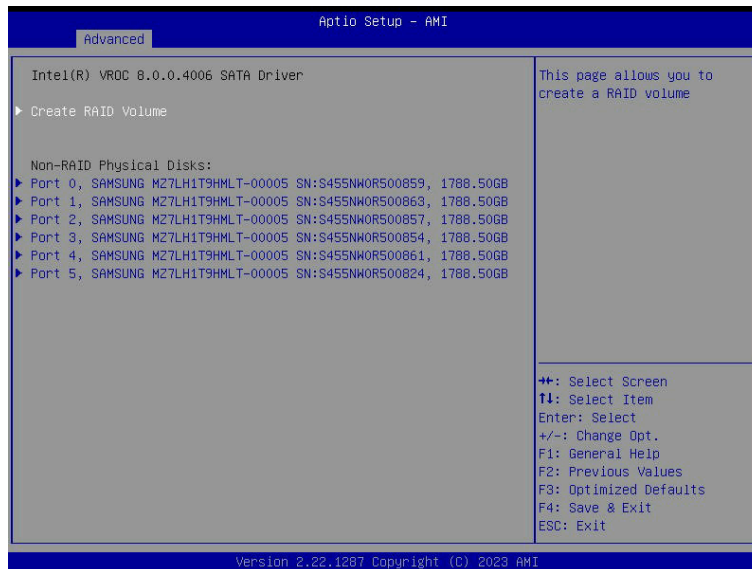 Aptio Setup – AMI
Advanced
Intel(R) VROC 8.0.0.4006 SATA Driver
Create RAID Volume
Non-RAID Physical Disks:
Port 0, SAMSUNG MZ7LH1T9HMLT-00005 SN:S455NW0R500859, 1788.50GB
Port 1, SAMSUNG MZ7LH1T9HMLT-00005 SN:S455NW0R500863, 1788.50GB
Port 2, SAMSUNG MZ7LH1T9HMLT-00005 SN:S455NW0R500857, 1788.50GB
Port 3, SAMSUNG MZ7LH1T9HMLT-00005 SN:S455NW0R500854, 1788.50GB
Port 4, SAMSUNG MZ7LH1T9HMLT-00005 SN:S455NW0R500861, 1788.50GB
Port 5, SAMSUNG MZ7LH1T9HMLT-00005 SN:S455NW0R500824, 1788.50GB
This page allows you to
create a RAID volume
→←: Select Screen
↑↓: Select Item
Enter: Select
+/-: Change Opt.
F1: General Help
F2: Previous Values
F3: Optimized Defaults
F4: Save & Exit
ESC: Exit
Version 2.22.1287 Copyright (C) 2023 AMI